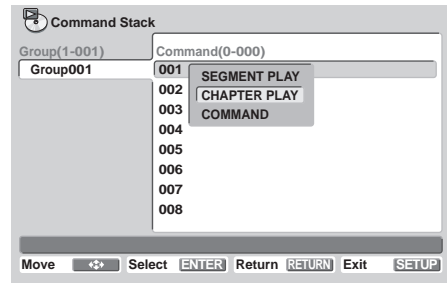 Command Stack
Group(1-001) Command(0-000)
Group001 001 SEGMENT PLAY
002 CHAPTER PLAY
003 COMMAND
004
005
006
007
008
Move Select ENTER Return RETURN Exit SETUP